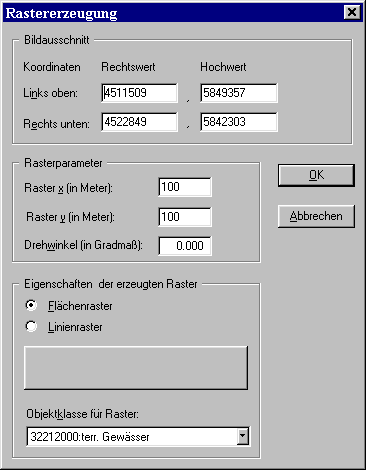 Rastererzeugung
Bildausschnitt
Koordinaten Rechtswert Hochwert
Links oben: 4511509 , 5849357
Rechts unten: 4522849 , 5842303
Rasterparameter
Raster x (in Meter): 100
Raster y (in Meter): 100
Drehwinkel (in Gradmaß): 0.000
OK
Abbrechen
Eigenschaften der erzeugten Raster
Flächenraster
Linienraster
Objektklasse für Raster:
32212000:terr. Gewässer